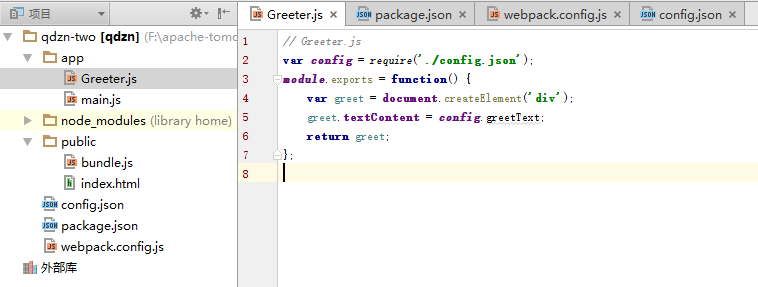 项目
Greeter.js
package.json
webpack.config.js
config.json
qdzn-two [qdzn] (F:\apache-tomc
app
Greeter.js
main.js
node_modules (library home)
public
bundle.js
index.html
config.json
package.json
webpack.config.js
外部库
1 // Greeter.js
2 var config = require('./config.json');
3 module.exports = function() {
4 var greet = document.createElement('div');
5 greet.textContent = config.greetText;
6 return greet;
7 };
8